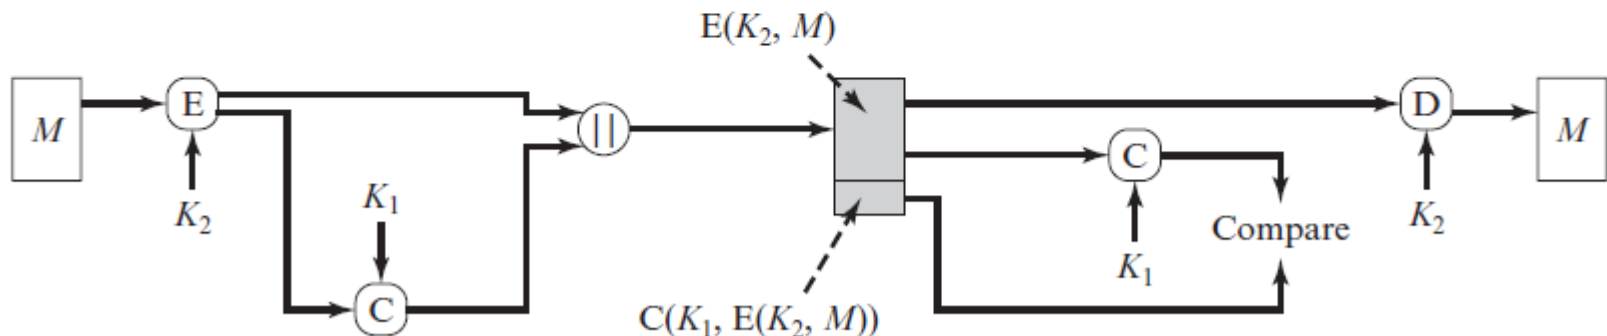 E(K₂, M)
M
E
||
D
M
C
K₂
K₁
K₂
Compare
K₁
C
C(K₁, E(K₂, M))